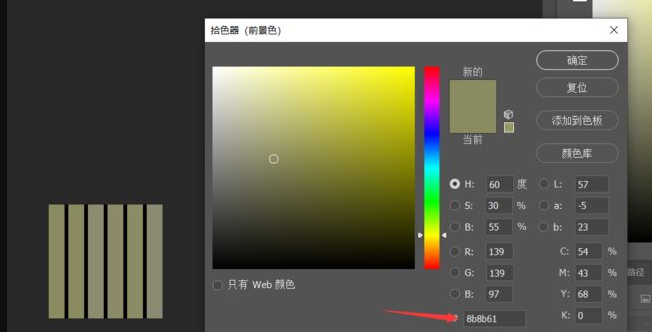 拾色器 (前景色)
新的
当前
确定
复位
添加到色板
颜色库
H: 60 度
S: 30 %
B: 55 %
R: 139
G: 139
B: 97
# 8b8b61
L: 57
a: -5
b: 23
C: 54 %
M: 43 %
Y: 68 %
K: 0 %
只有 Web 颜色
路径